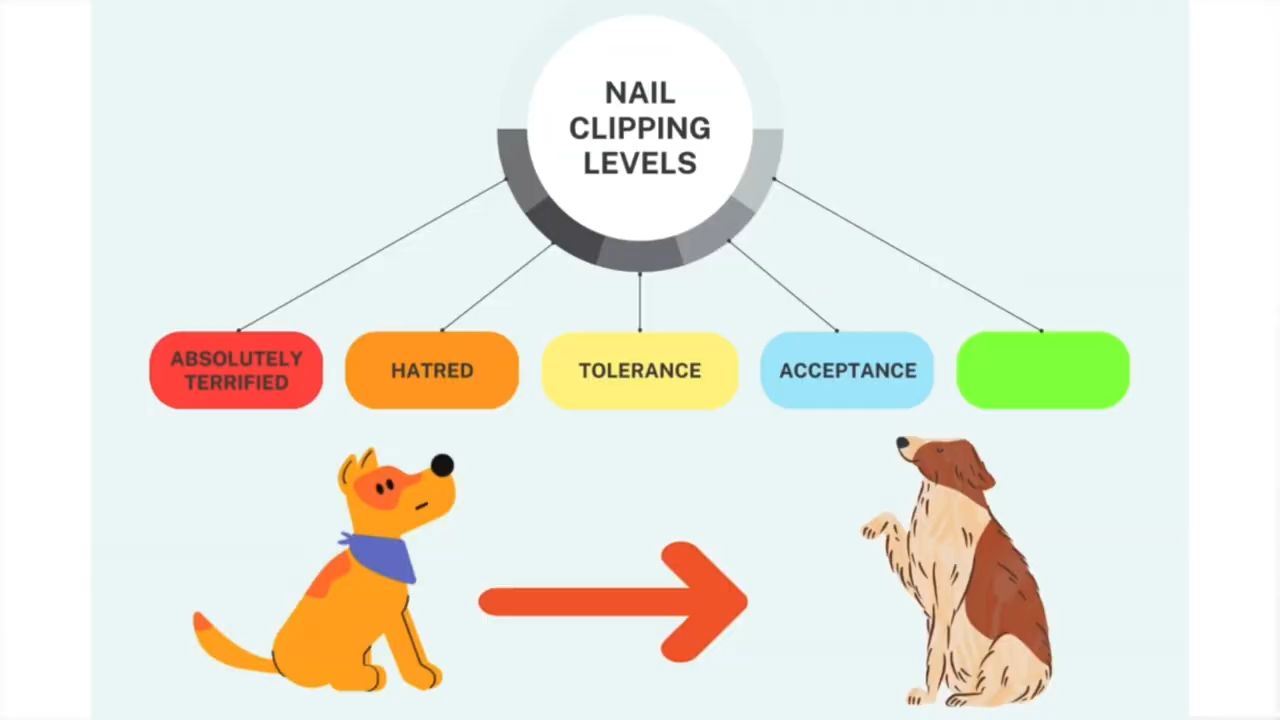 NAIL
CLIPPING
LEVELS
ABSOLUTELY
TERRIFIED
HATRED
TOLERANCE
ACCEPTANCE